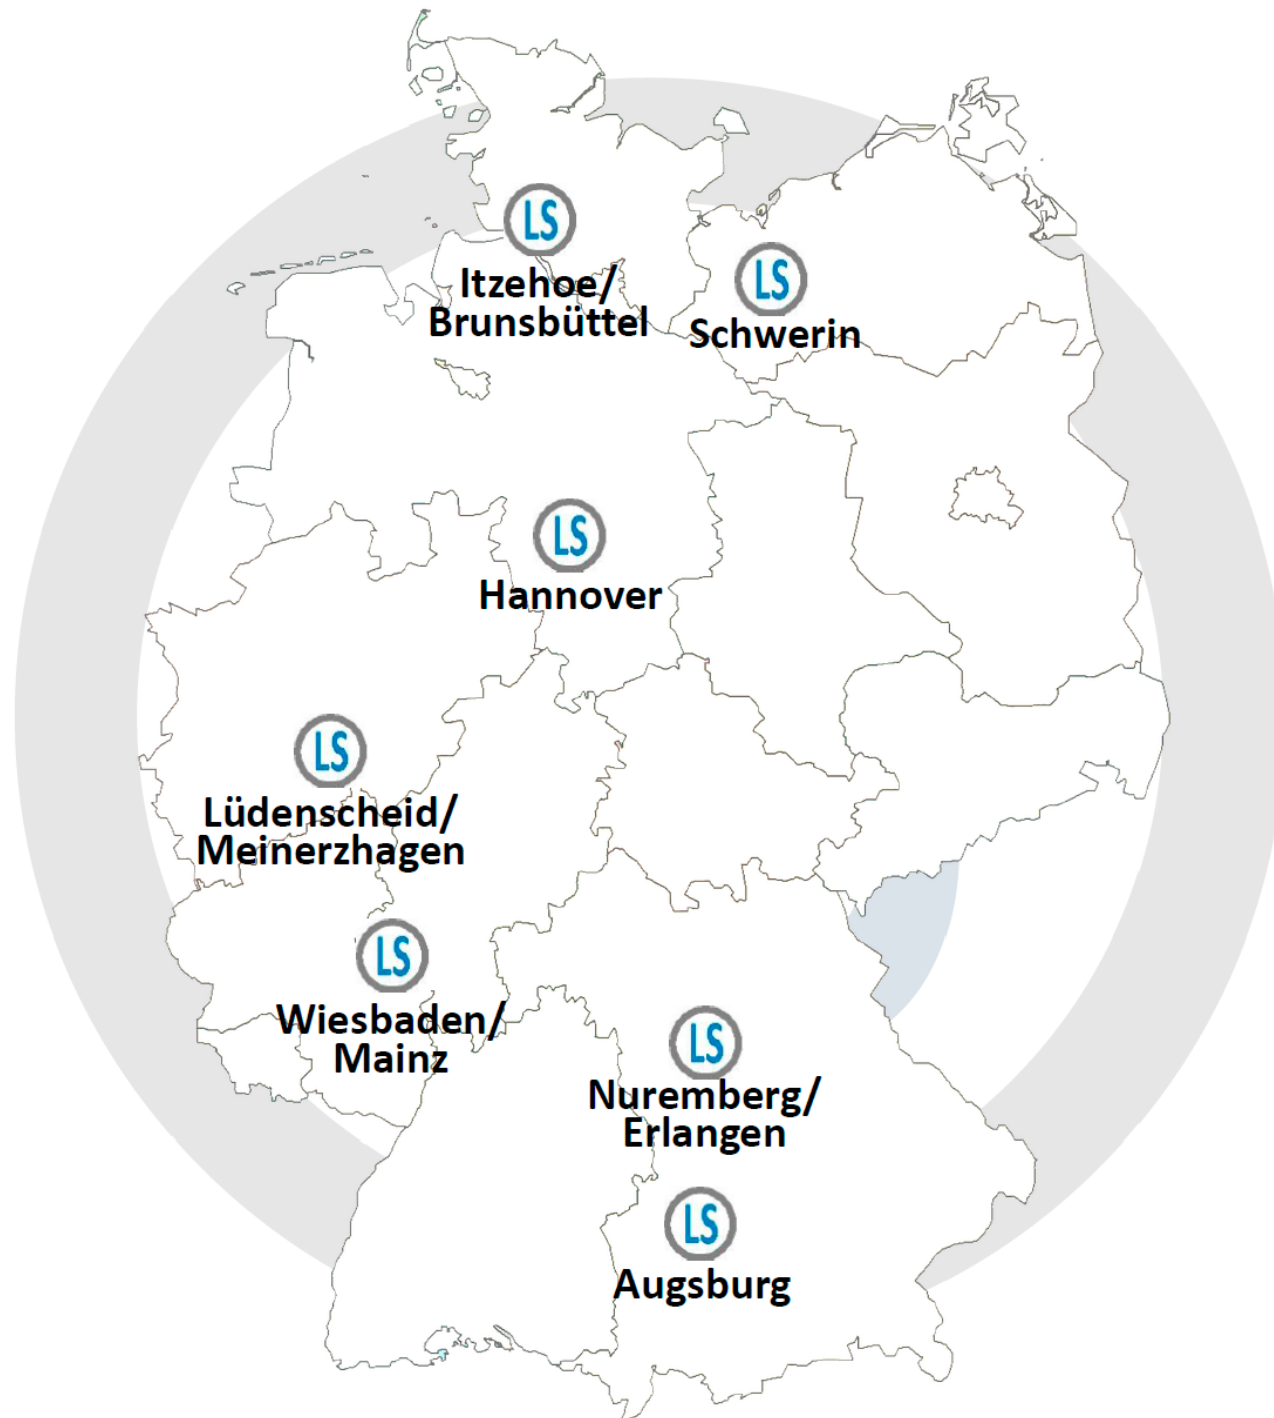 LS
Itzehoe/
Brunsbüttel
LS
Schwerin
LS
Hannover
LS
Lüdenscheid/
Meinerzhagen
LS
Wiesbaden/
Mainz
LS
Nuremberg/
Erlangen
LS
Augsburg